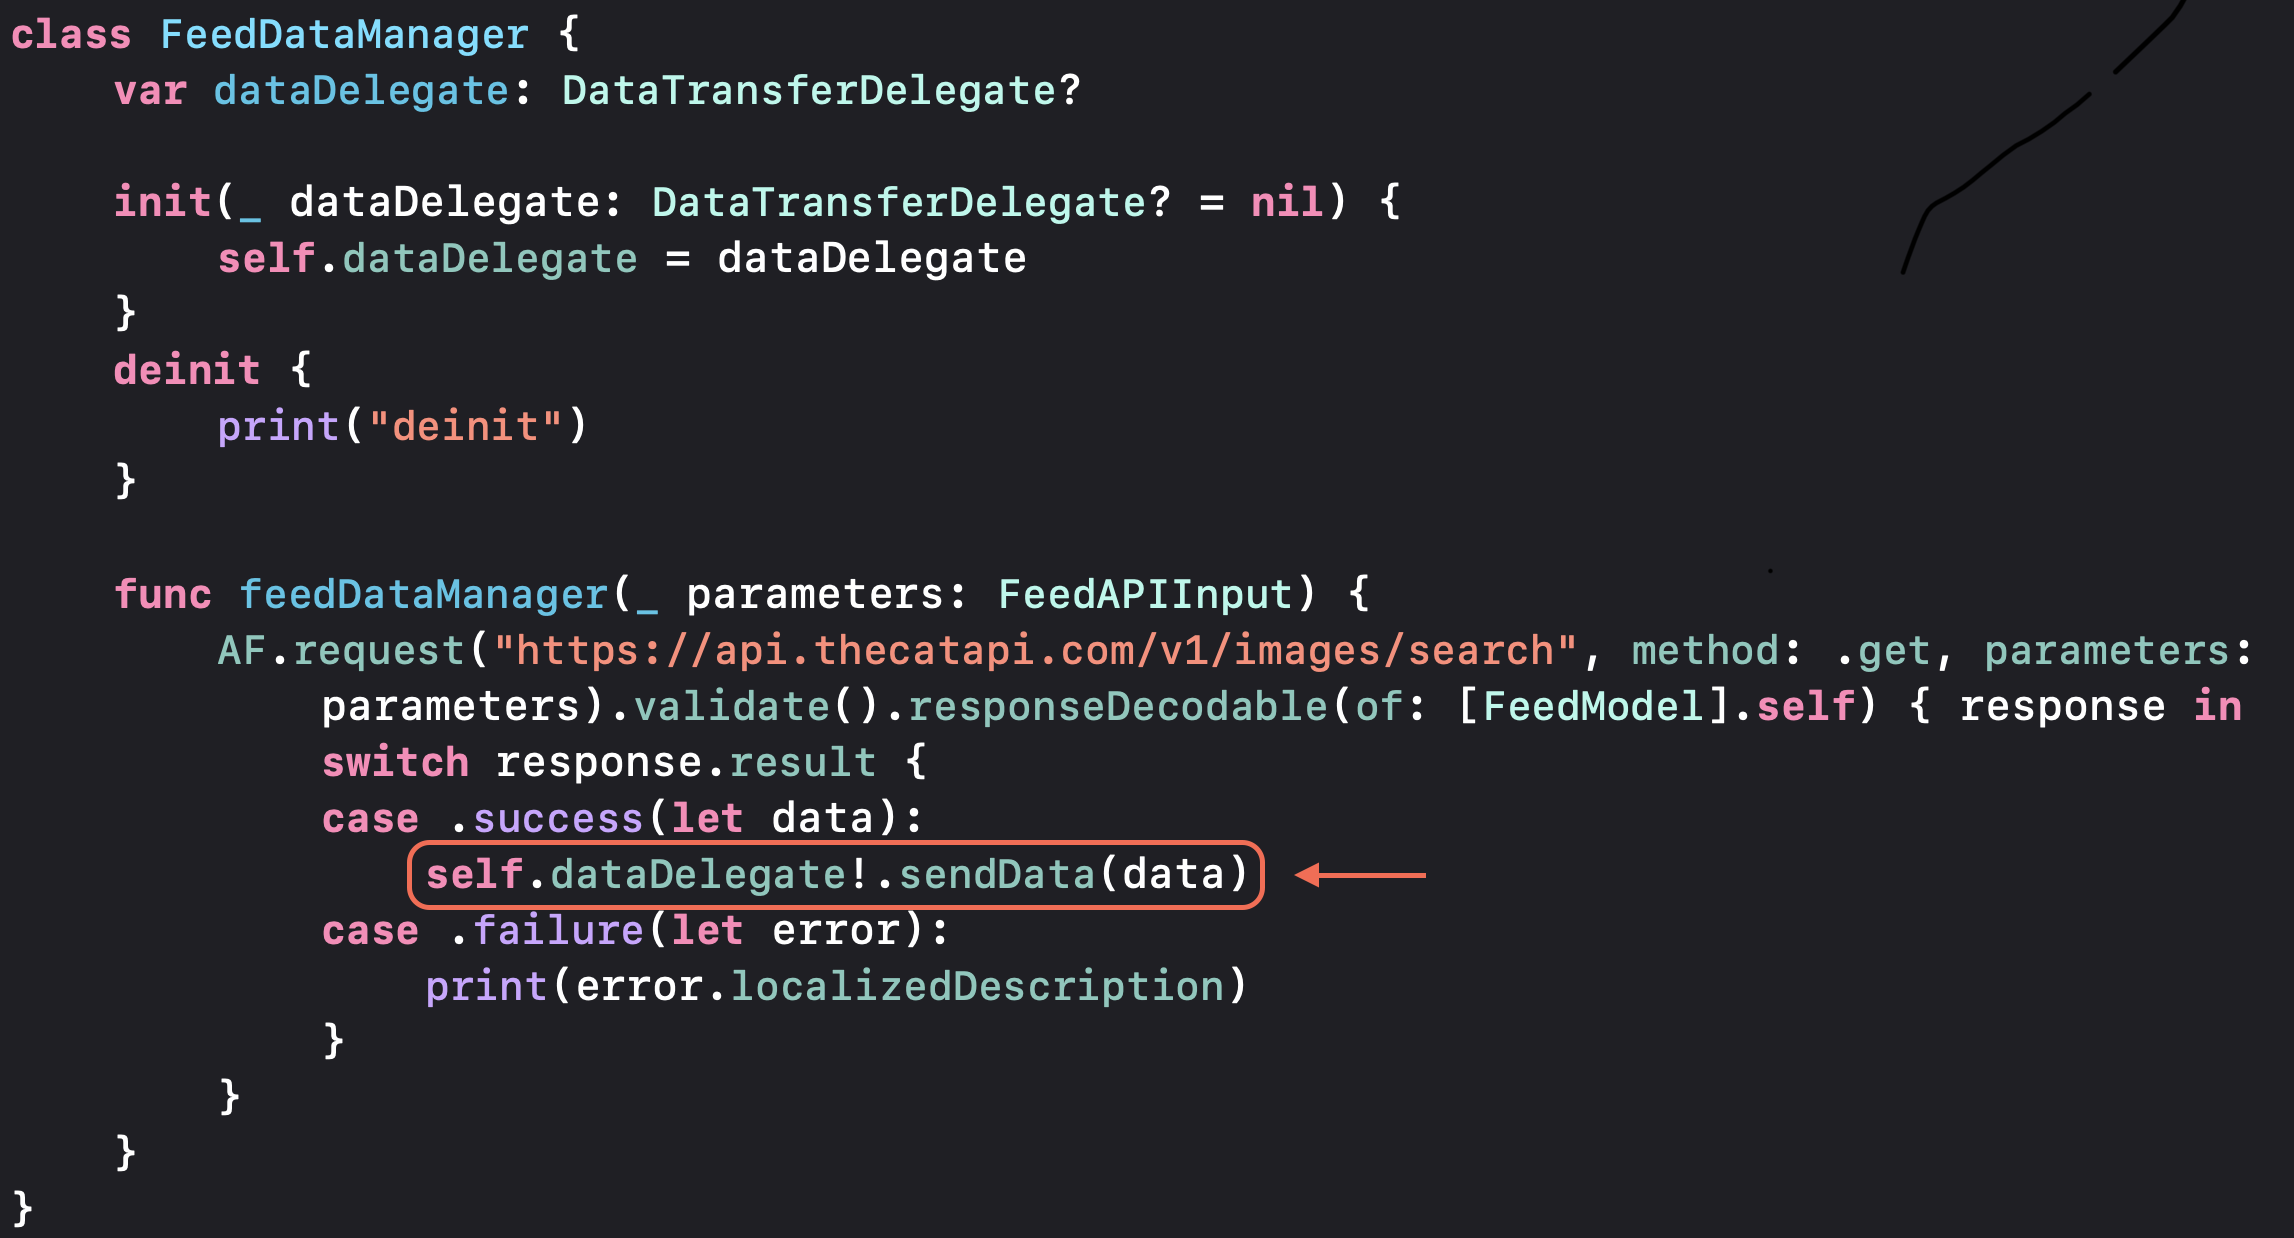 class FeedDataManager {
var dataDelegate: DataTransferDelegate?
init(_ dataDelegate: DataTransferDelegate? = nil) {
self.dataDelegate = dataDelegate
}
deinit {
print("deinit")
}
func feedDataManager(_ parameters: FeedAPIInput) {
AF.request("https://api.thecatapi.com/v1/images/search", method: .get, parameters:
parameters).validate().responseDecodable(of: [FeedModel].self) { response in
switch response.result {
case .success(let data):
self.dataDelegate!.sendData(data)
case .failure(let error):
print(error.localizedDescription)
}
}
}
}